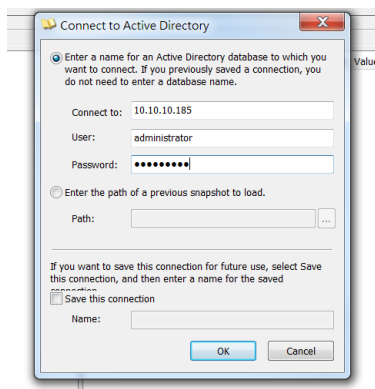 Connect to Active Directory
Enter a name for an Active Directory database to which you
want to connect. If you previously saved a connection, you
do not need to enter a database name.
Value
Connect to: 10.10.10.185
User: administrator
Password: ●●●●●●●●●
Enter the path of a previous snapshot to load.
Path: ...
If you want to save this connection for future use, select Save
this connection, and then enter a name for the saved
Save this connection
Name:
OK Cancel